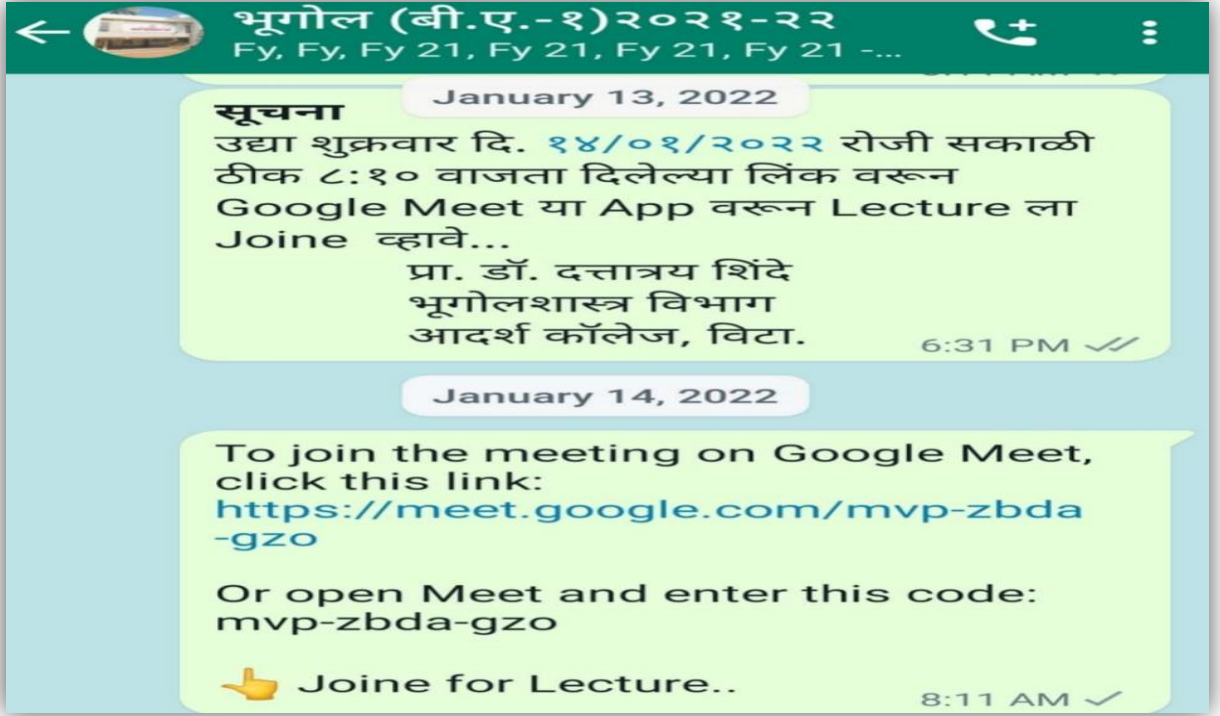 भूगोल (बी.ए.-१)२०२१-२२
Fy, Fy, Fy 21, Fy 21, Fy 21, Fy 21 -...
January 13, 2022
सूचना
उद्या शुक्रवार दि. १४/०१/२०२२ रोजी सकाळी
ठीक ८:१० वाजता दिलेल्या लिंक वरून
Google Meet या App वरून Lecture ला
Joine व्हावे...
प्रा. डॉ. दत्तात्रय शिंदे
भूगोलशास्त्र विभाग
आदर्श कॉलेज, विटा.
6:31 PM
January 14, 2022
To join the meeting on Google Meet,
click this link:
https://meet.google.com/mvp-zbda
-gzo
Or open Meet and enter this code:
mvp-zbda-gzo
👆 Joine for Lecture..
8:11 AM